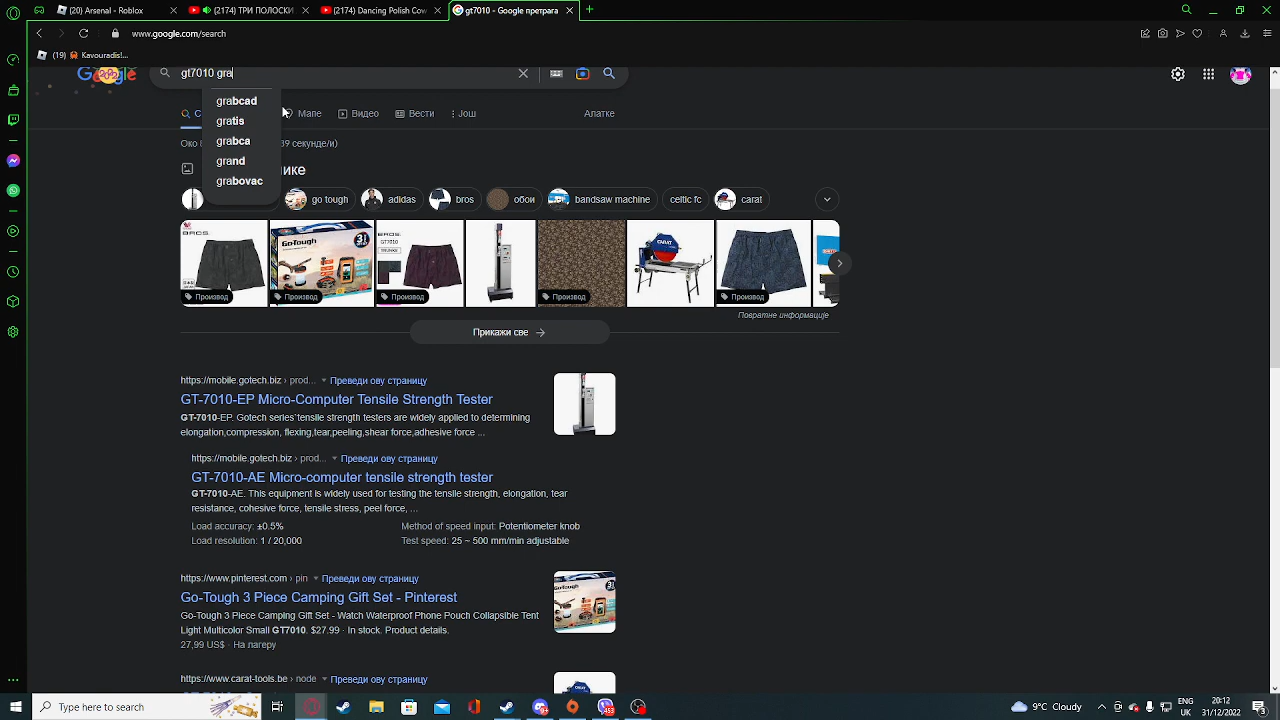 (20) Arsenal - Roblox
(2174) ТРИ ПОЛОСКИ
(2174) Dancing Polish Cow
gt7010 - Google претрага
www.google.com/search
(19) Kavouradis!...
gt7010 gra
grabcad
gratis
grabca
grand
grabovac
Мапе
Видео
Вести
Још
Алатке
Око
39 секунде/и)
ике
go tough
adidas
bros
обои
bandsaw machine
celtic fc
carat
BROS
GoTough
BROS
GT7010
CARAT
Производ
Производ
Производ
Производ
Производ
Повратне информације
Прикажи све
https://mobile.gotech.biz › prod... Преведи ову страницу
GT-7010-EP Micro-Computer Tensile Strength Tester
GT-7010-EP. Gotech series`tensile strength testers are widely applied to determining
elongation,compression, flexing,tear,peeling,shear force,adhesive force ...
https://mobile.gotech.biz › prod... Преведи ову страницу
GT-7010-AE Micro-computer tensile strength tester
GT-7010-AE. This equipment is widely used for testing the tensile strength, elongation, tear
resistance, cohesive force, tensile stress, peel force, ...
Load accuracy: ±0.5%
Method of speed input: Potentiometer knob
Load resolution: 1 / 20,000
Test speed: 25 ~ 500 mm/min adjustable
https://www.pinterest.com › pin Преведи ову страницу
Go-Tough 3 Piece Camping Gift Set - Pinterest
Go-Tough 3 Piece Camping Gift Set - Watch Waterproof Phone Pouch Collapsible Tent
Light Multicolor Small GT7010. $27.99 · In stock. Product details.
27,99 US$ · На лагеру
https://www.carat-tools.be › node Преведи ову страницу
Type here to search
9°C Cloudy
ENG
UK
20:12
31/12/2022